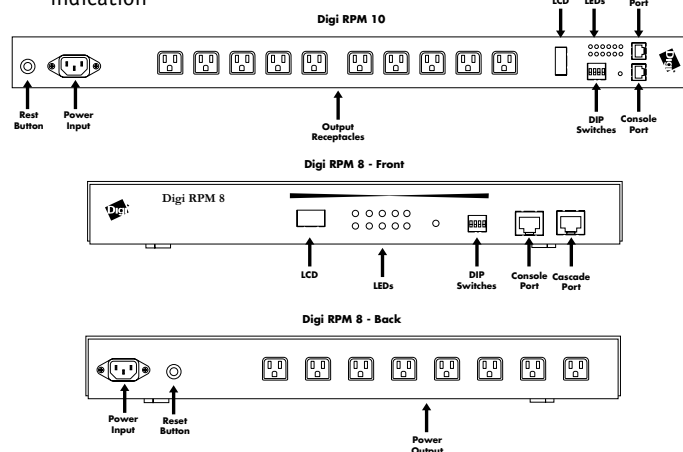 indication
Digi RPM 10
LCD
LEDs
Port
Digi
Rest
Button
Power
Input
Output
Receptacles
DIP
Switches
Console
Port
Digi RPM 8 - Front
Digi
Digi RPM 8
LCD
LEDs
DIP
Switches
Console
Port
Cascade
Port
Digi RPM 8 - Back
Power
Input
Reset
Button
Power
Output